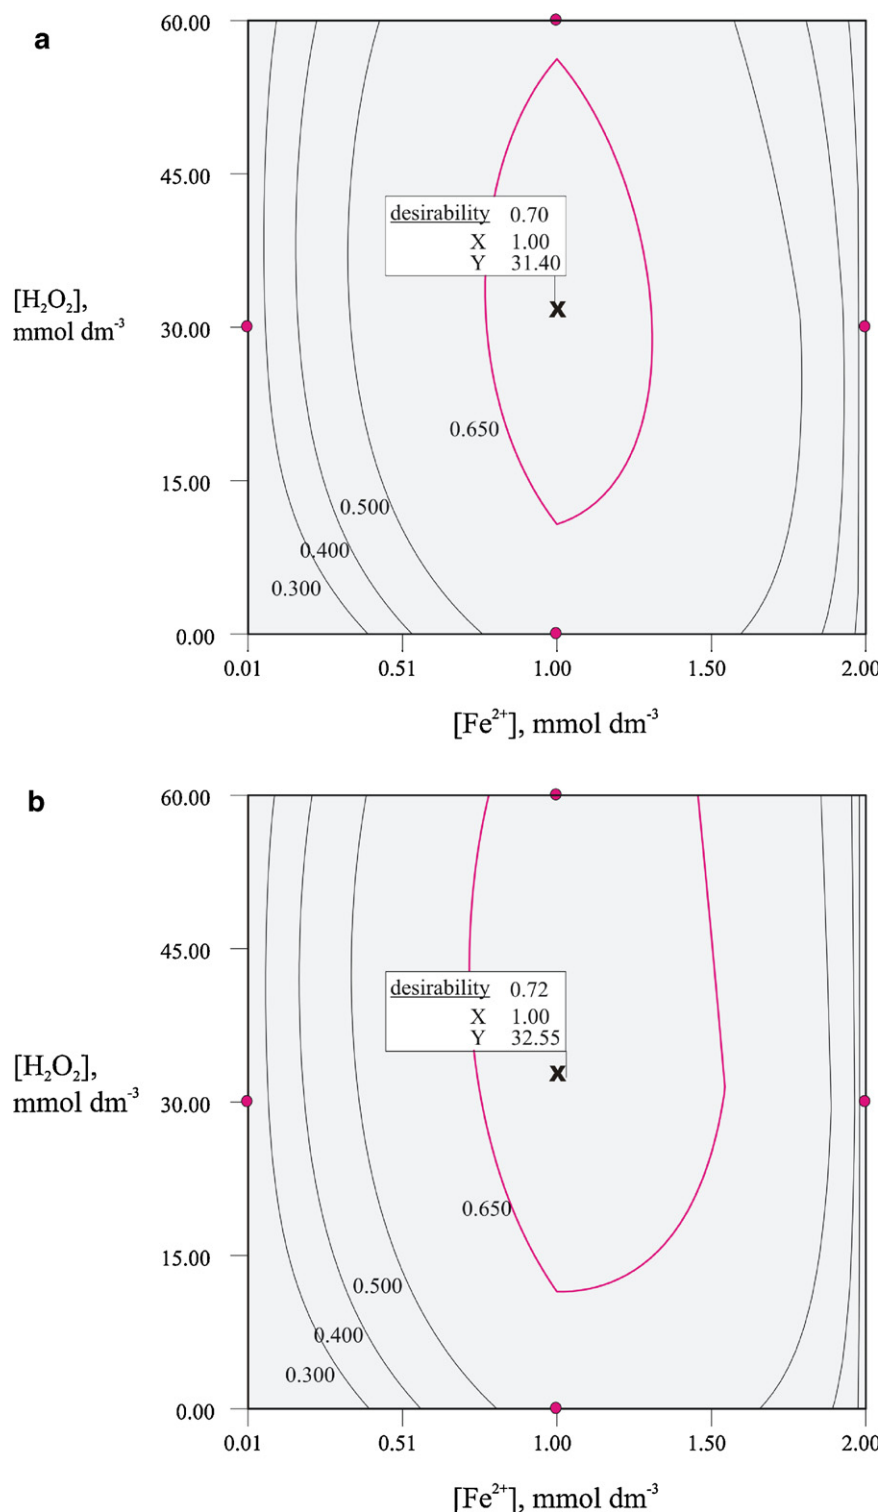 a
60.00
45.00
desirability 0.70
X 1.00
Y 31.40
[H₂O₂],
mmol dm⁻³
30.00
0.650
15.00
0.500
0.400
0.300
0.00
0.01 0.51 1.00 1.50 2.00
[Fe²⁺], mmol dm⁻³
b
60.00
45.00
desirability 0.72
X 1.00
Y 32.55
[H₂O₂],
mmol dm⁻³
30.00
0.650
15.00
0.500
0.400
0.300
0.00
0.01 0.51 1.00 1.50 2.00
[Fe²⁺], mmol dm⁻³